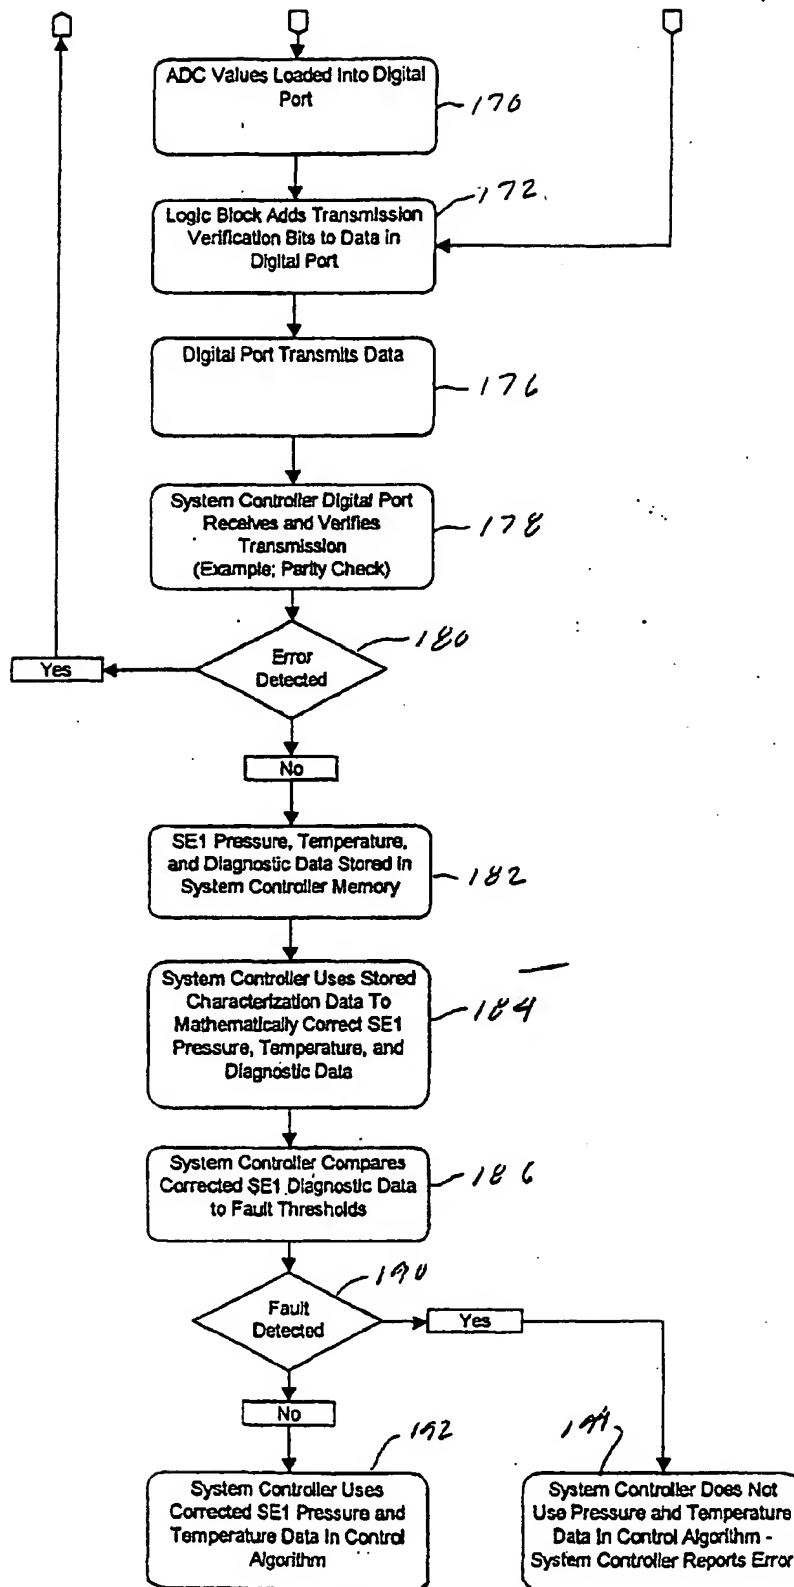 ADC Values Loaded Into Digital
Port
170
Logic Block Adds Transmission
Verification Bits to Data in
Digital Port
172
Digital Port Transmits Data
176
System Controller Digital Port
Receives and Verifies
Transmission
(Example; Parity Check)
178
Error
Detected
180
Yes
No
SE1 Pressure, Temperature,
and Diagnostic Data Stored in
System Controller Memory
182
System Controller Uses Stored
Characterization Data To
Mathematically Correct SE1
Pressure, Temperature, and
Diagnostic Data
184
System Controller Compares
Corrected SE1 Diagnostic Data
to Fault Thresholds
186
Fault
Detected
190
Yes
No
192
System Controller Uses
Corrected SE1 Pressure and
Temperature Data In Control
Algorithm
194
System Controller Does Not
Use Pressure and Temperature
Data In Control Algorithm -
System Controller Reports Error